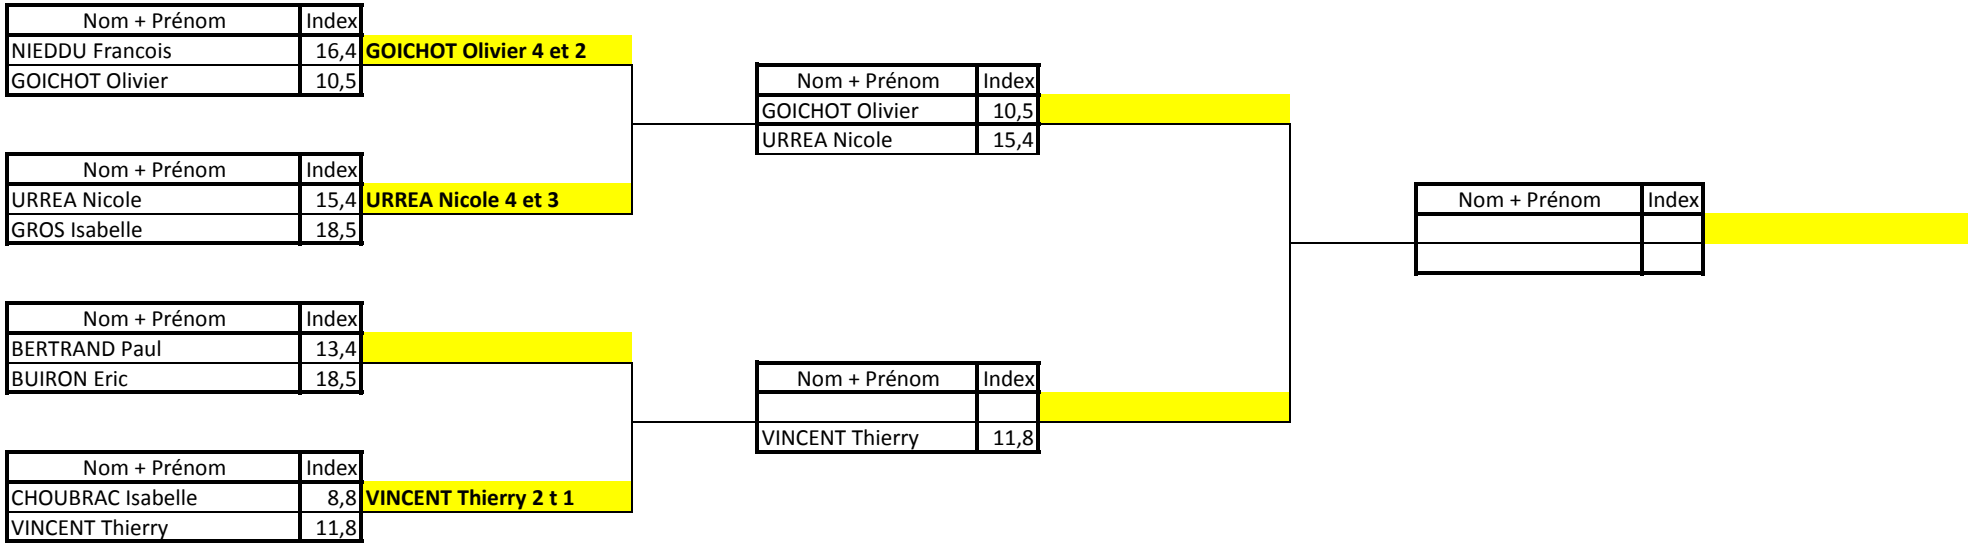 Nom + Prénom Index
NIEDDU Francois 16,4 GOICHOT Olivier 4 et 2
GOICHOT Olivier 10,5
Nom + Prénom Index
GOICHOT Olivier 10,5
URREA Nicole 15,4
Nom + Prénom Index
URREA Nicole 15,4 URREA Nicole 4 et 3
GROS Isabelle 18,5
Nom + Prénom Index
Nom + Prénom Index
BERTRAND Paul 13,4
BUIRON Eric 18,5
Nom + Prénom Index
VINCENT Thierry 11,8
Nom + Prénom Index
CHOUBRAC Isabelle 8,8 VINCENT Thierry 2 t 1
VINCENT Thierry 11,8